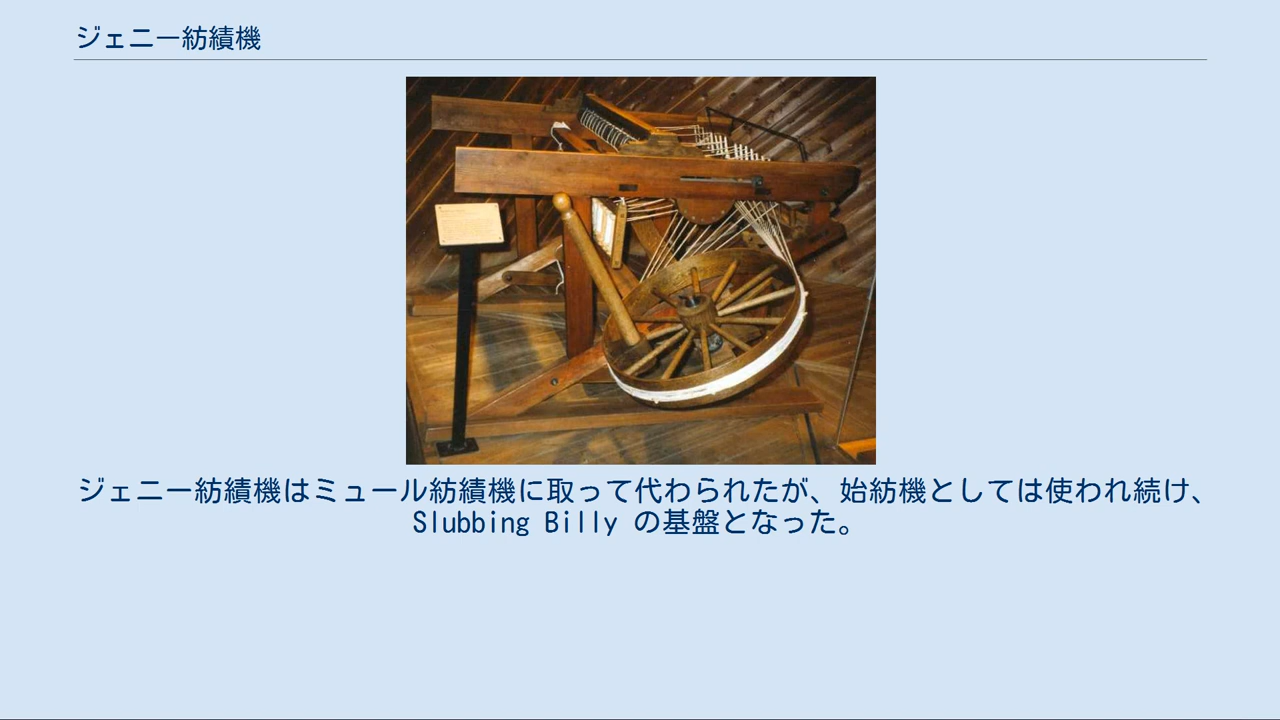 ジェニー紡績機
ジェニー紡績機はミュール紡績機に取って代わられたが、始紡機としては使われ続け、
Slubbing Billy の基盤となった。